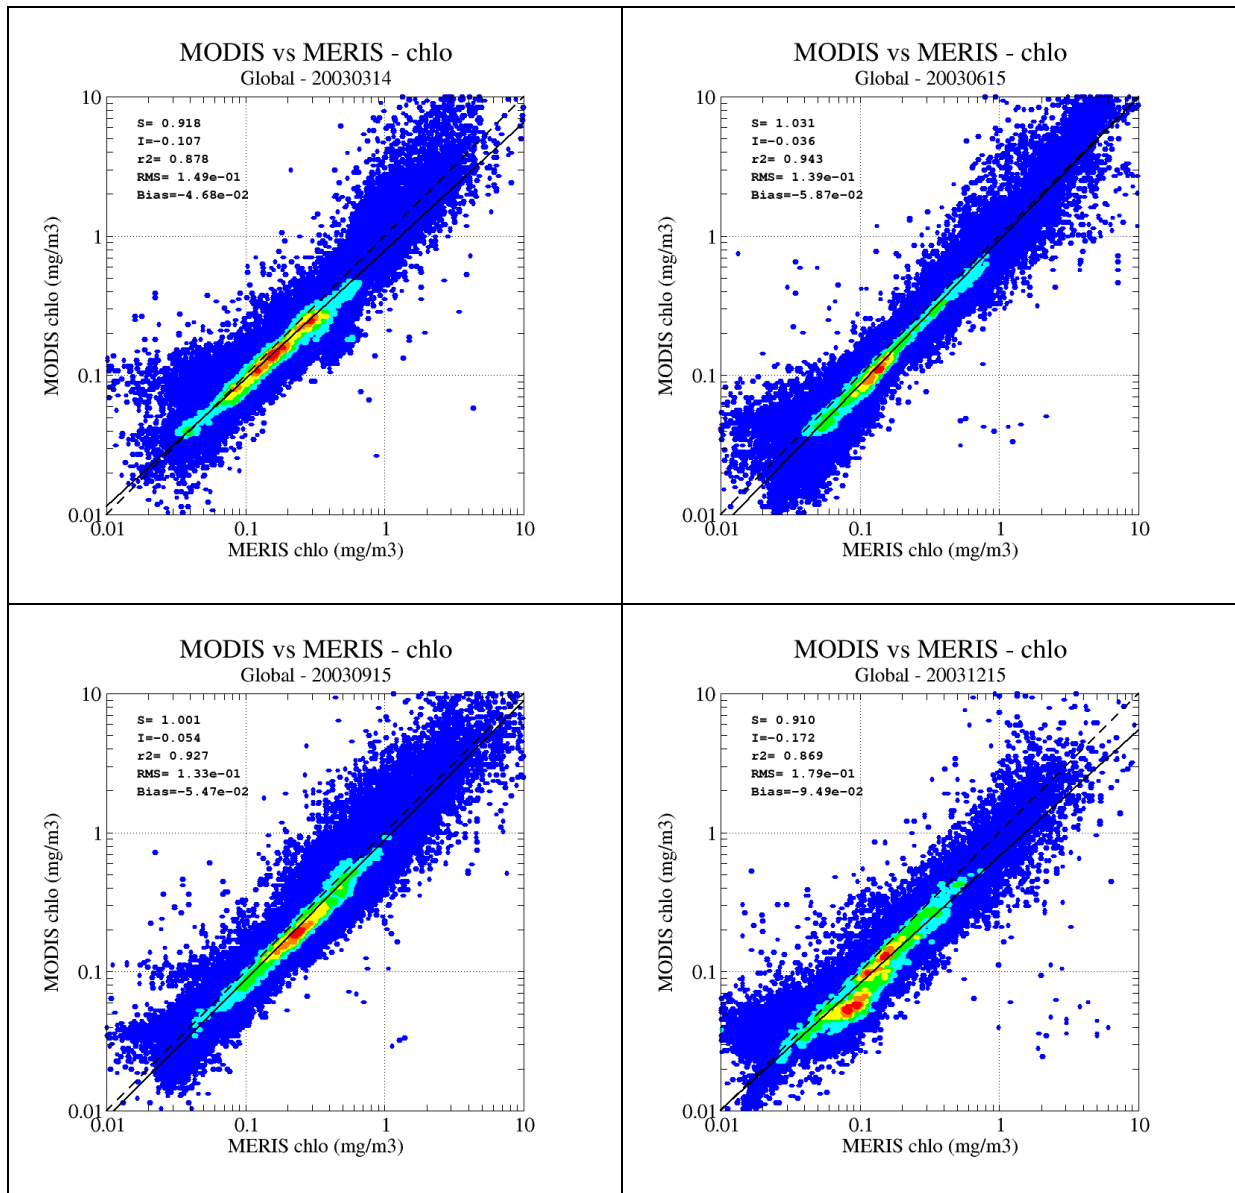 MODIS vs MERIS - chlo
Global - 20030314
10
S= 0.918
I=-0.107
r2= 0.878
RMS= 1.49e-01
Bias=-4.68e-02
MODIS chlo (mg/m3)
1
0.1
0.01
0.01 0.1 1 10
MERIS chlo (mg/m3)
MODIS vs MERIS - chlo
Global - 20030615
10
S= 1.031
I=-0.036
r2= 0.943
RMS= 1.39e-01
Bias=-5.87e-02
MODIS chlo (mg/m3)
1
0.1
0.01
0.01 0.1 1 10
MERIS chlo (mg/m3)
MODIS vs MERIS - chlo
Global - 20030915
10
S= 1.001
I=-0.054
r2= 0.927
RMS= 1.33e-01
Bias=-5.47e-02
MODIS chlo (mg/m3)
1
0.1
0.01
0.01 0.1 1 10
MERIS chlo (mg/m3)
MODIS vs MERIS - chlo
Global - 20031215
10
S= 0.910
I=-0.172
r2= 0.869
RMS= 1.79e-01
Bias=-9.49e-02
MODIS chlo (mg/m3)
1
0.1
0.01
0.01 0.1 1 10
MERIS chlo (mg/m3)